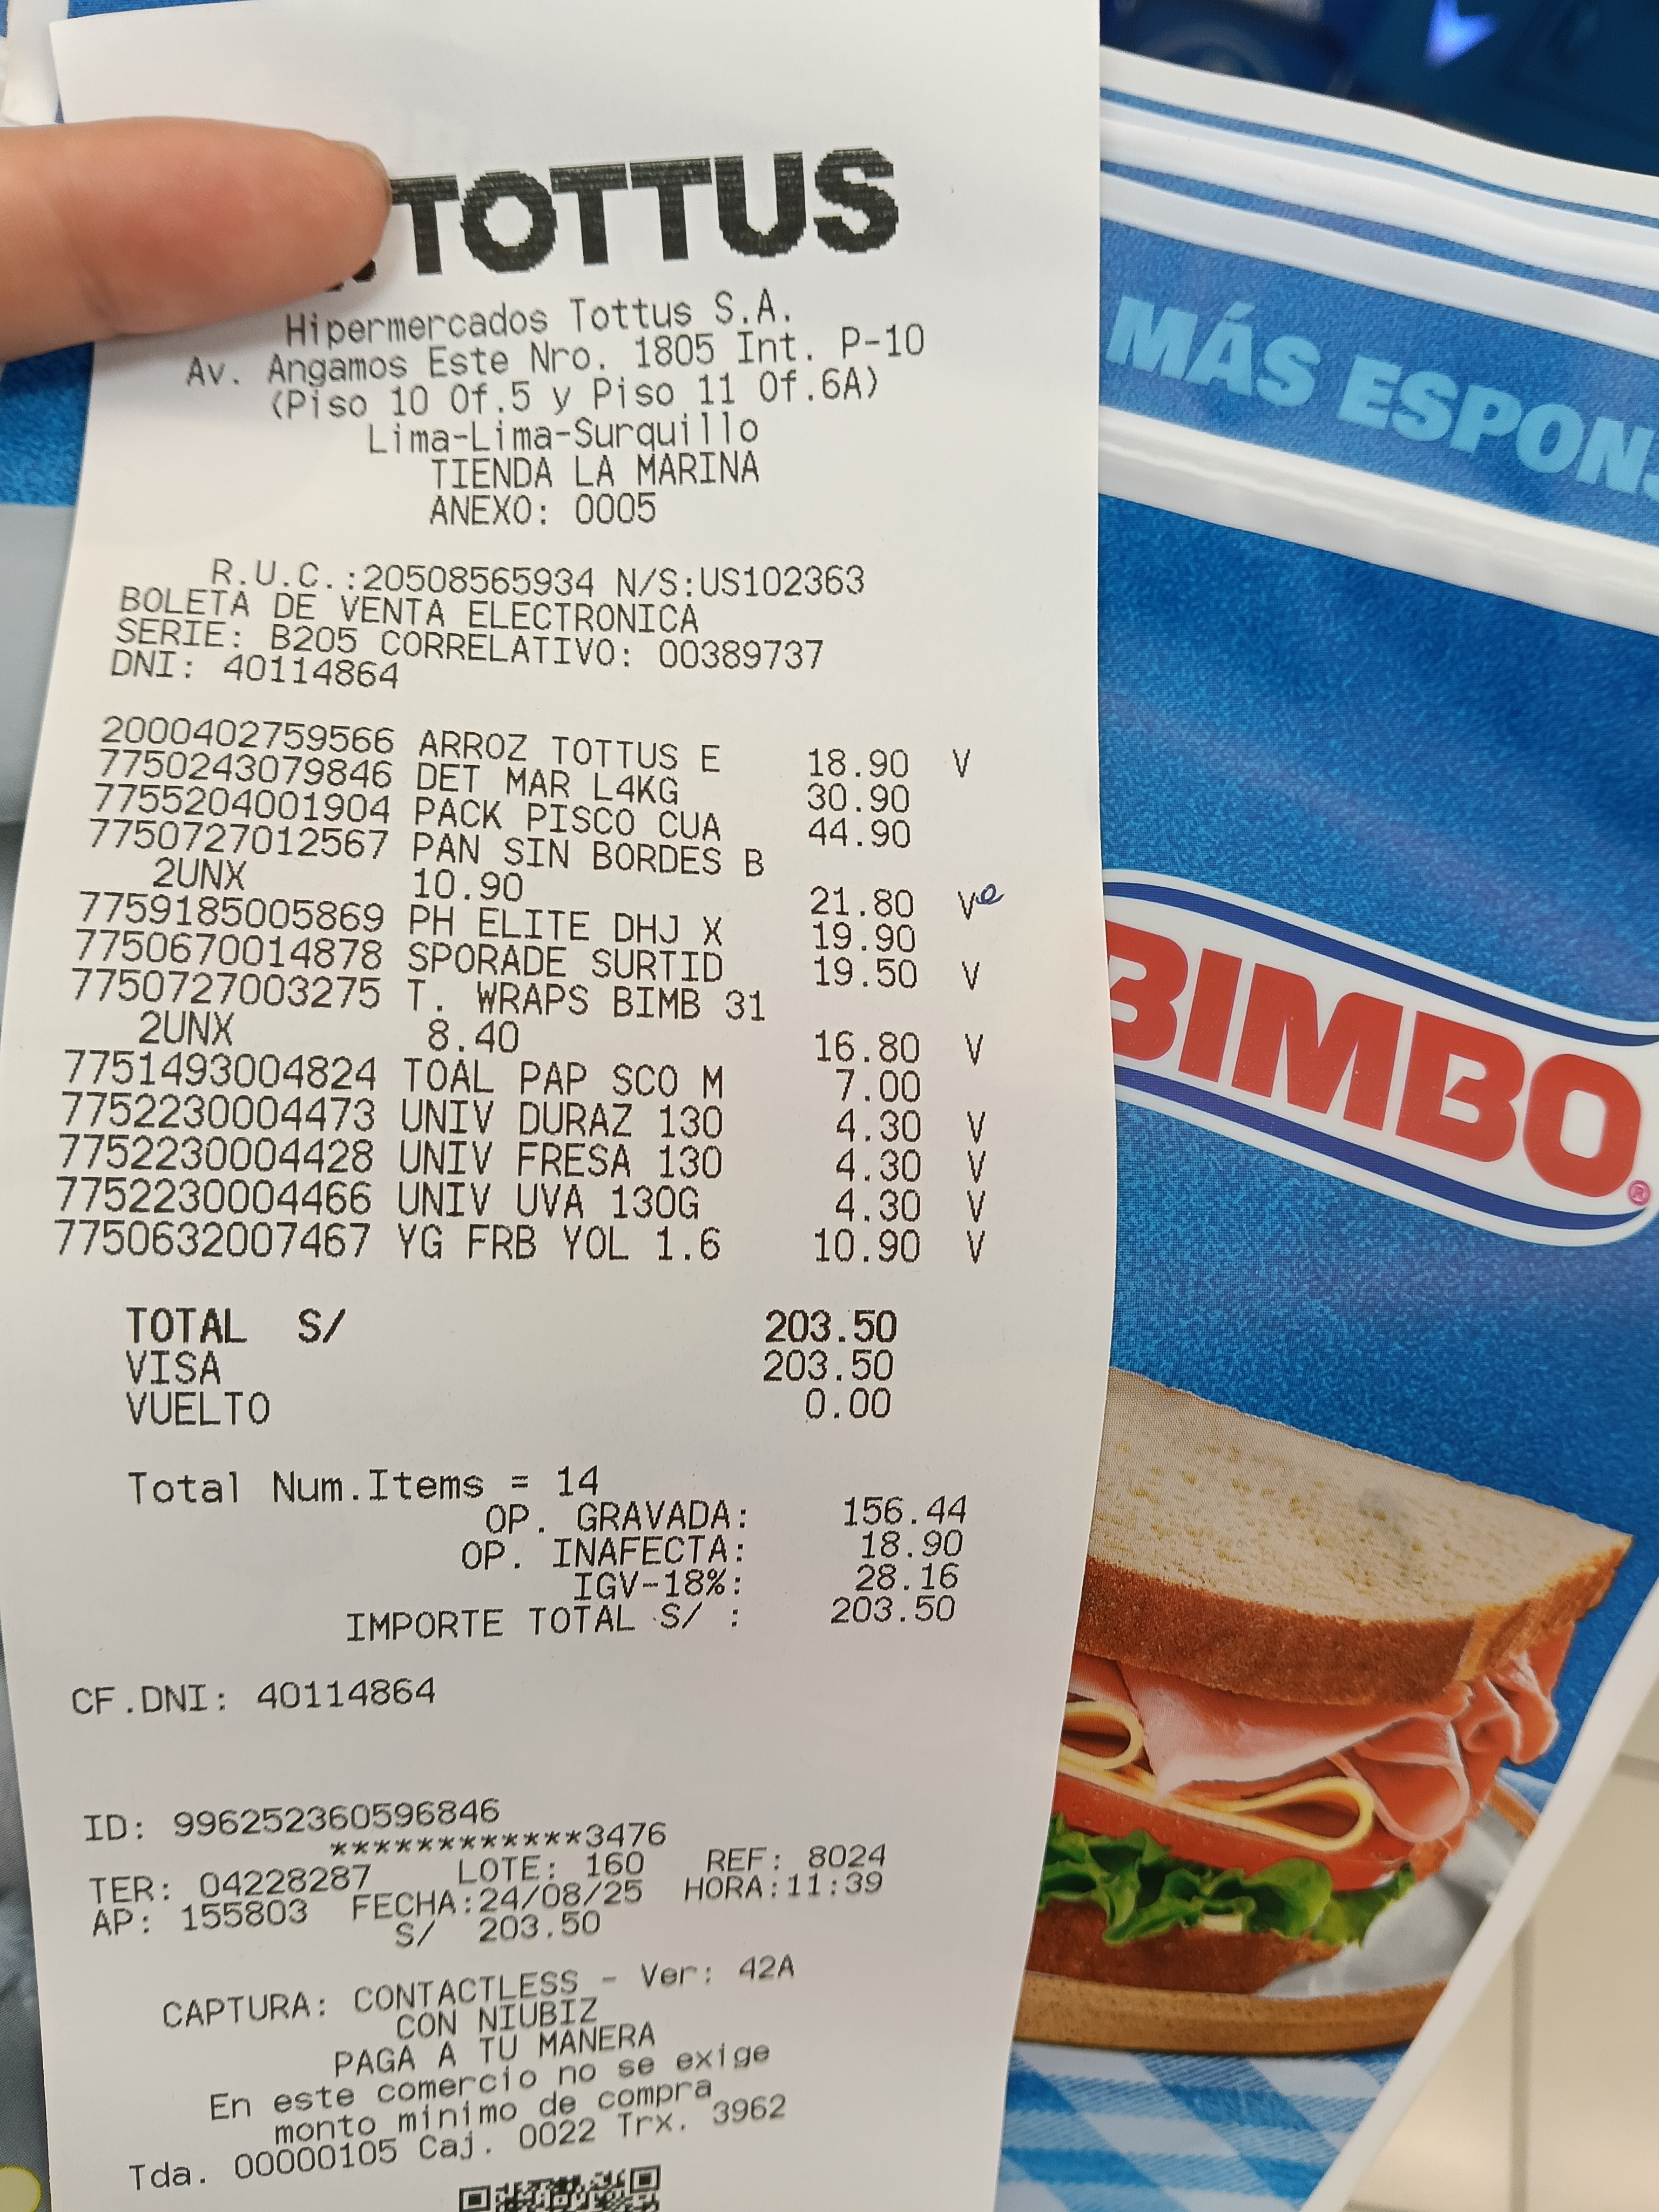 TOTTUS
Hipermercados Tottus S.A.
Av. Angamos Este Nro. 1805 Int. P-10
(Piso 10 Of.5 y Piso 11 Of.6A)
Lima-Lima-Surquillo
TIENDA LA MARINA
ANEXO: 0005
R.U.C.:20508565934 N/S:US102363
BOLETA DE VENTA ELECTRONICA
SERIE: B205 CORRELATIVO: 00389737
DNI: 40114864
2000402759566 ARROZ TOTTUS E 18.90 V
7750243079846 DET MAR L4KG 30.90
7755204001904 PACK PISCO CUA 44.90
7750727012567 PAN SIN BORDES B
2UNX 10.90 21.80 V
7759185005869 PH ELITE DHJ X 19.90
7750670014878 SPORADE SURTID 19.50 V
7750727003275 T. WRAPS BIMB 31
2UNX 8.40 16.80 V
7751493004824 TOAL PAP SCO M 7.00
7752230004473 UNIV DURAZ 130 4.30 V
7752230004428 UNIV FRESA 130 4.30 V
7752230004466 UNIV UVA 130G 4.30 V
7750632007467 YG FRB YOL 1.6 10.90 V
TOTAL S/ 203.50
VISA 203.50
VUELTO 0.00
Total Num.Items = 14
OP. GRAVADA: 156.44
OP. INAFECTA: 18.90
IGV-18%: 28.16
IMPORTE TOTAL S/ : 203.50
CF.DNI: 40114864
ID: 996252360596846
************3476
TER: 04228287 LOTE: 160 REF: 8024
AP: 155803 FECHA:24/08/25 HORA:11:39
S/ 203.50
CAPTURA: CONTACTLESS - Ver: 42A
CON NIUBIZ
PAGA A TU MANERA
En este comercio no se exige
monto minimo de compra
Tda. 00000105 Caj. 0022 Trx. 3962
MÁS ESPONJ
BIMBO®